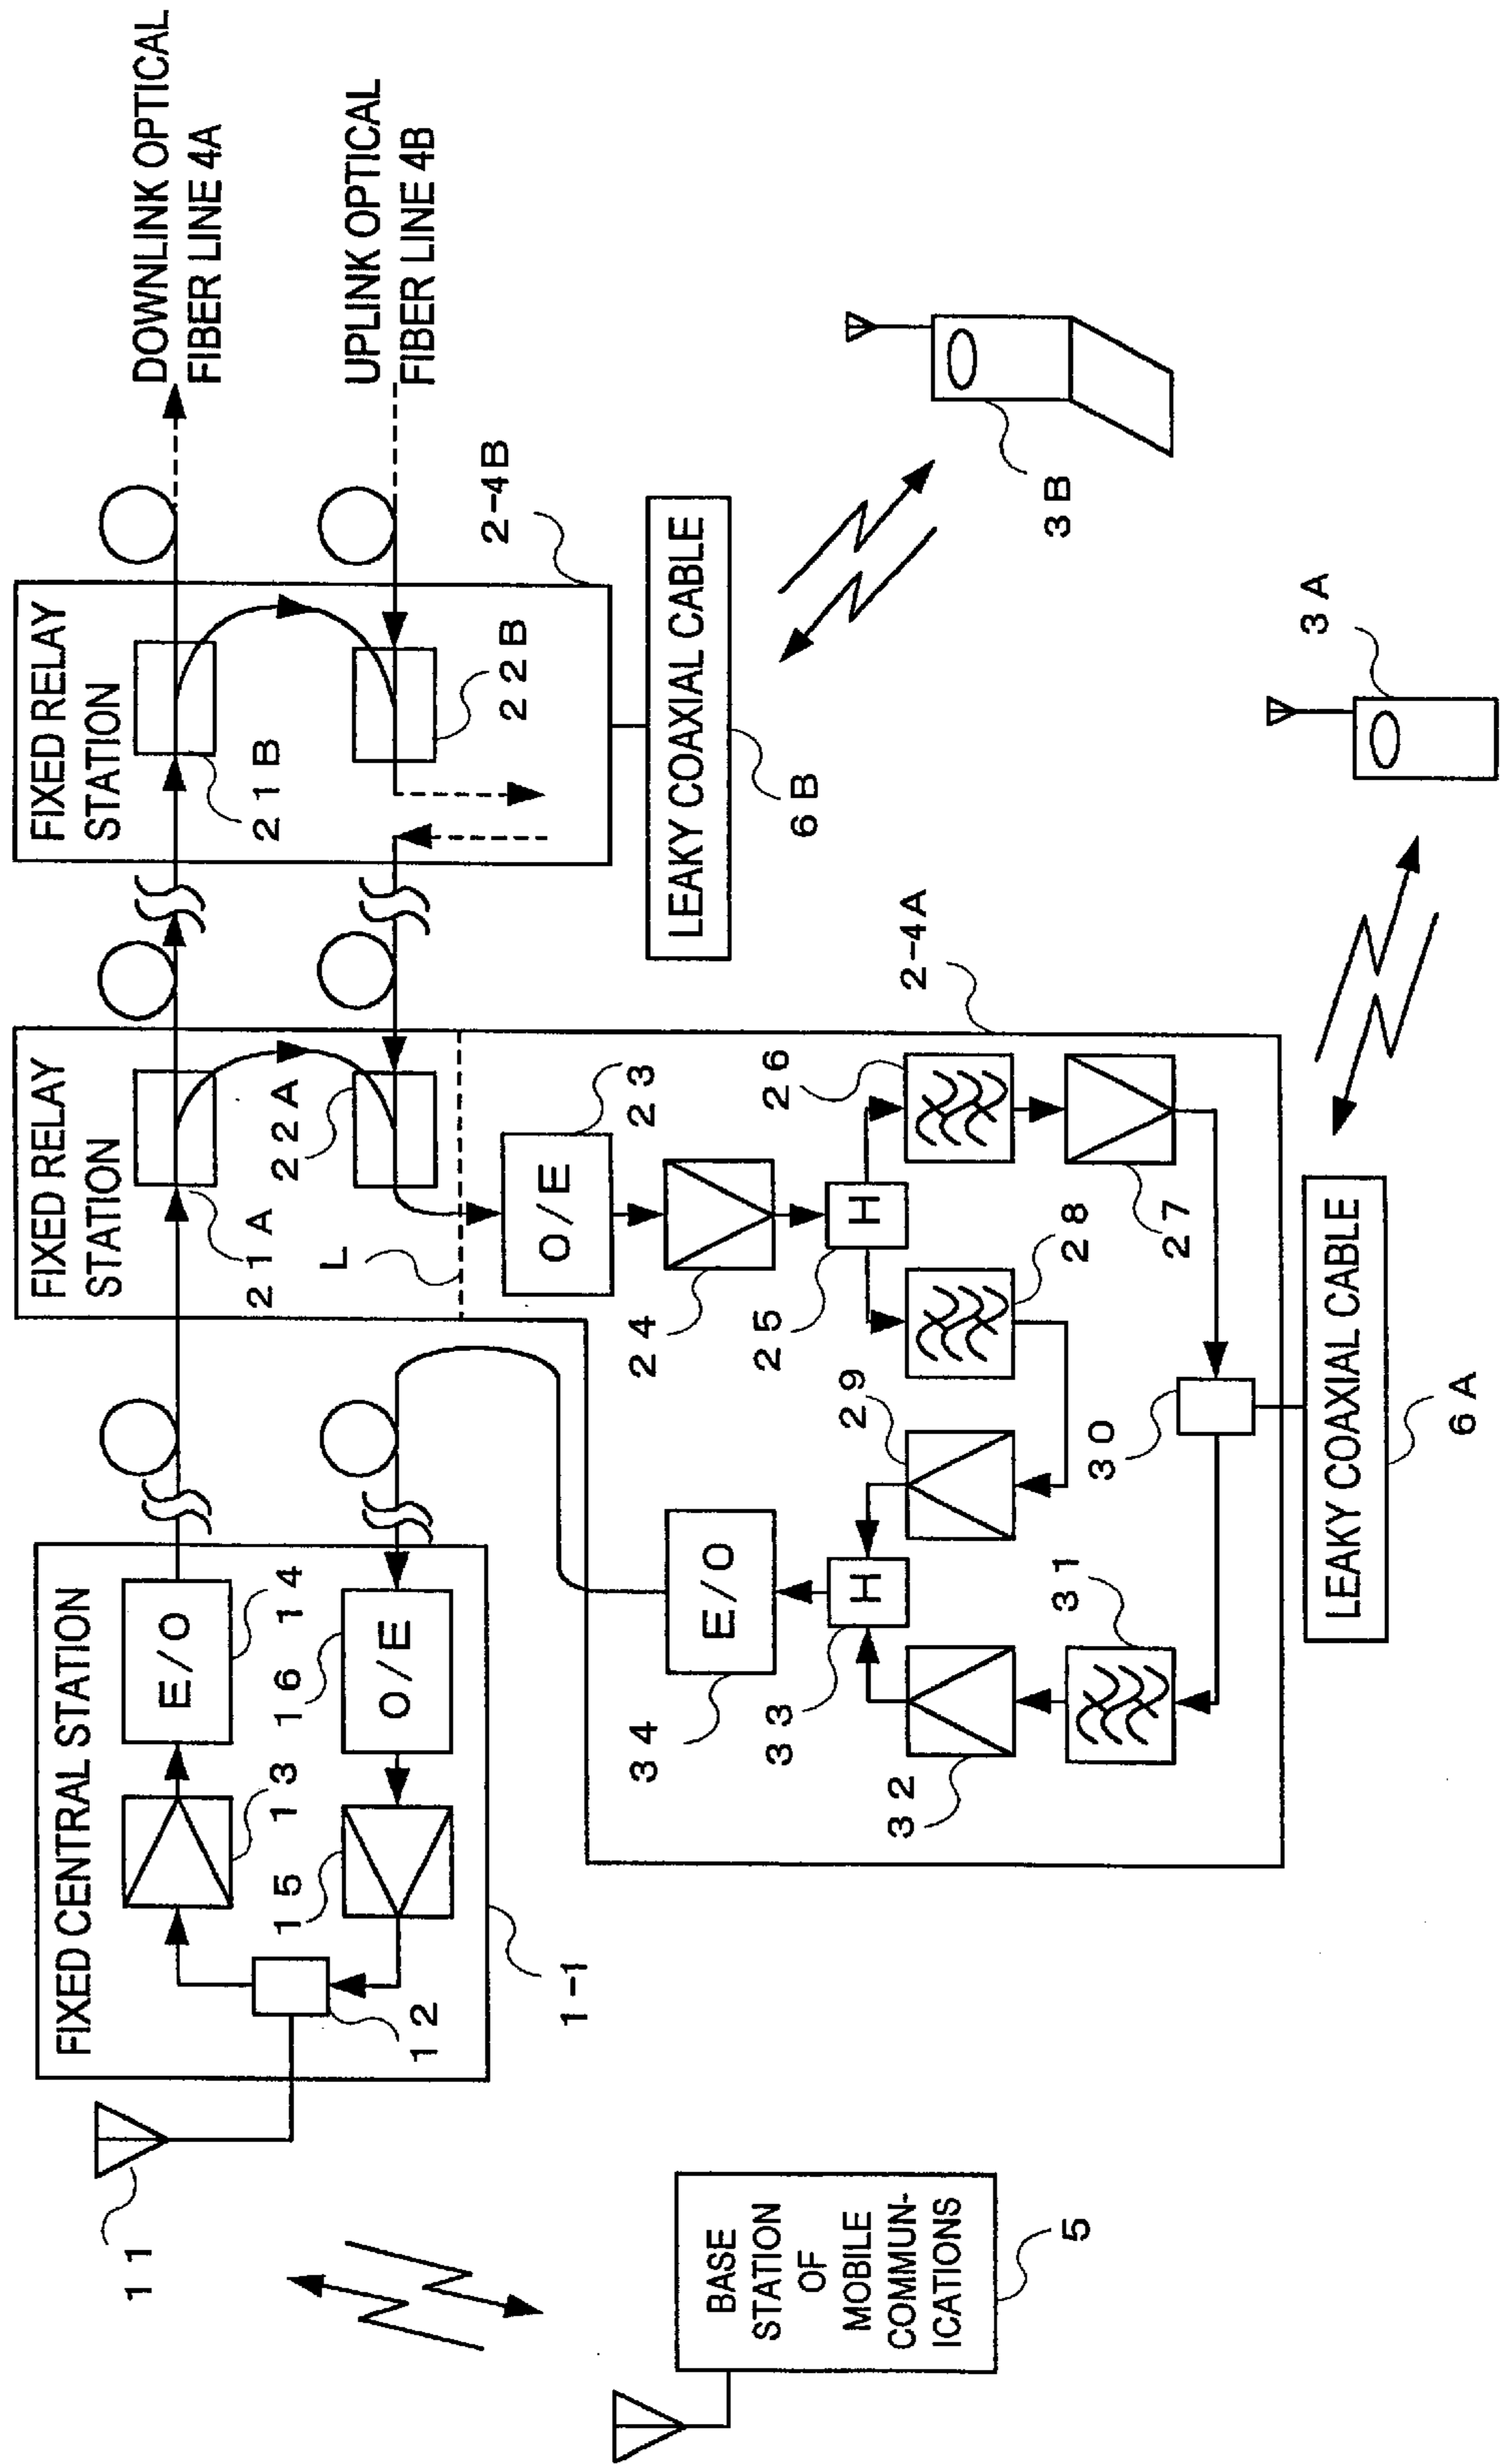 DOWNLINK OPTICAL
FIBER LINE 4A
UPLINK OPTICAL
FIBER LINE 4B
FIXED CENTRAL STATION
E/O
14
13
16
O/E
15
12
1-1
11
BASE
STATION
OF
MOBILE
COMMUN-
ICATIONS
5
FIXED RELAY
STATION
21A
22A
L
O/E
23
24
H
25
26
27
28
29
30
31
32
H
33
E/O
34
2-4A
LEAKY COAXIAL CABLE
6A
FIXED RELAY
STATION
21B
22B
2-4B
LEAKY COAXIAL CABLE
6B
3B
3A